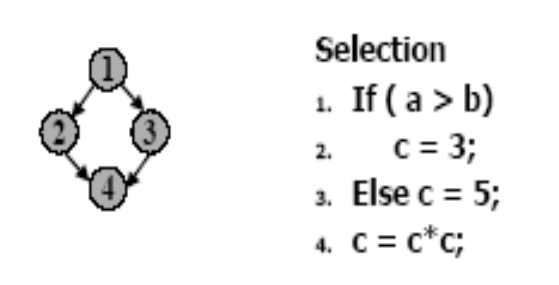 1
2
3
4
Selection
1. If ( a > b)
2. c = 3;
3. Else c = 5;
4. c = c*c;